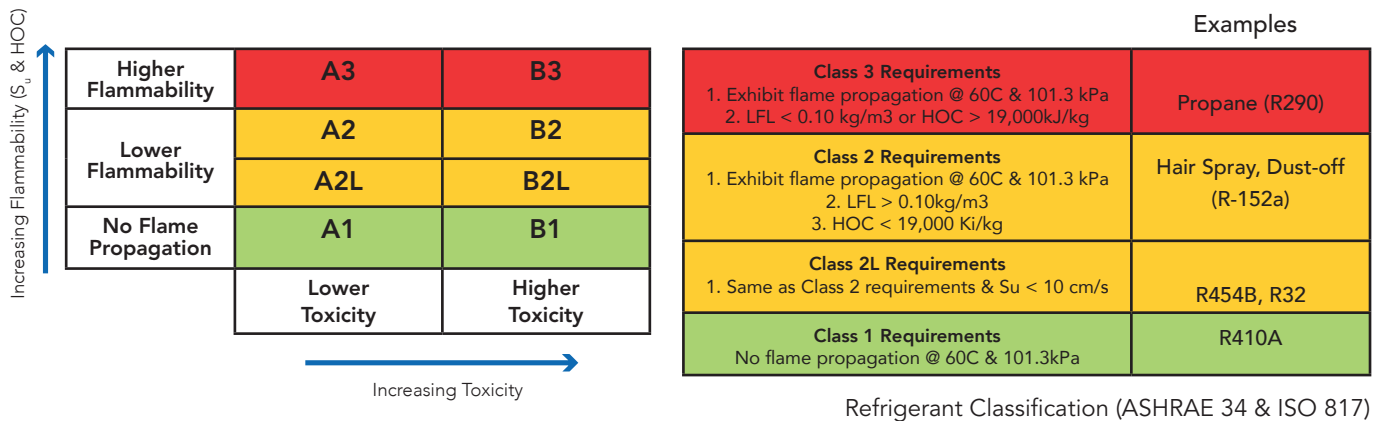 Increasing Flammability (Su & HOC)
Higher
Flammability
A3
B3
Lower
Flammability
A2
B2
A2L
B2L
No Flame
Propagation
A1
B1
Lower
Toxicity
Higher
Toxicity
Increasing Toxicity
Examples
Class 3 Requirements
1. Exhibit flame propagation @ 60C & 101.3 kPa
2. LFL < 0.10 kg/m3 or HOC > 19,000kJ/kg
Propane (R290)
Class 2 Requirements
1. Exhibit flame propagation @ 60C & 101.3 kPa
2. LFL > 0.10kg/m3
3. HOC < 19,000 Ki/kg
Hair Spray, Dust-off
(R-152a)
Class 2L Requirements
1. Same as Class 2 requirements & Su < 10 cm/s
R454B, R32
Class 1 Requirements
No flame propagation @ 60C & 101.3kPa
R410A
Refrigerant Classification (ASHRAE 34 & ISO 817)